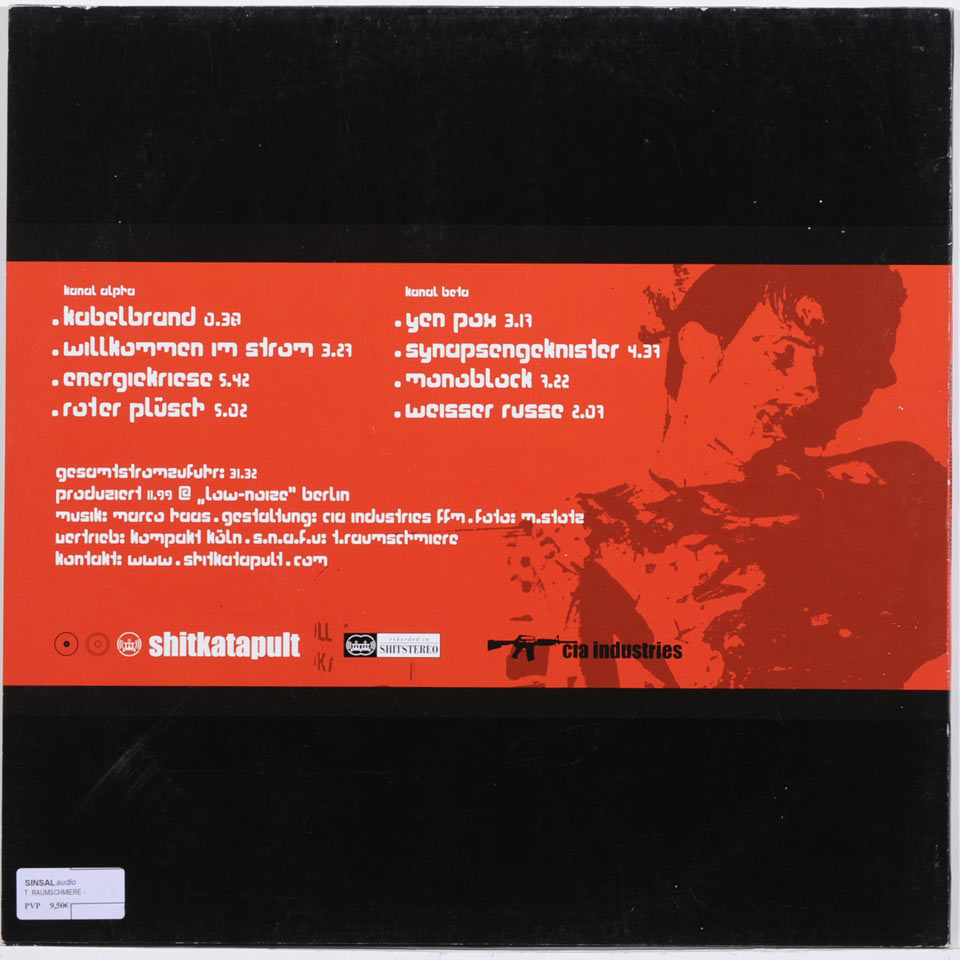 kanal alpha
.kabelbrand 0.38
.willkommen im strom 3.27
.energiekriese 5.42
.roter plüsch 5.02
kanal beta
.yen pox 3.17
.synapsengeknister 4.37
.monoblock 7.22
.weisser russe 2.07
gesamtstromzufuhr: 31.32
produziert 11.99 @ „low-noize" berlin
musik: marco haas.gestaltung: cia industries ffm.foto: m.stotz
vertrieb: kompakt köln.s.n.a.f.u: t.raumschmiere
kontakt: www.shitkatapult.com
shitkatapult
rekorded in
SHITSTEREO
cia industries
SINSALaudio
T. RAUMSCHMIERE -
PVP 9,50€